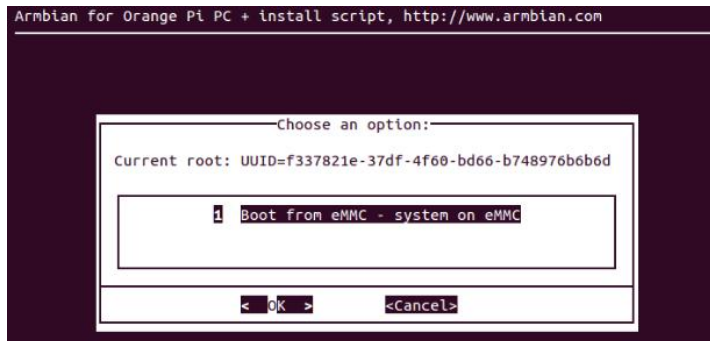 Armbian for Orange Pi PC + install script, http://www.armbian.com
Choose an option:
Current root: UUID=f337821e-37df-4f60-bd66-b748976b6b6d
1 Boot from eMMC - system on eMMC
< OK > <Cancel>